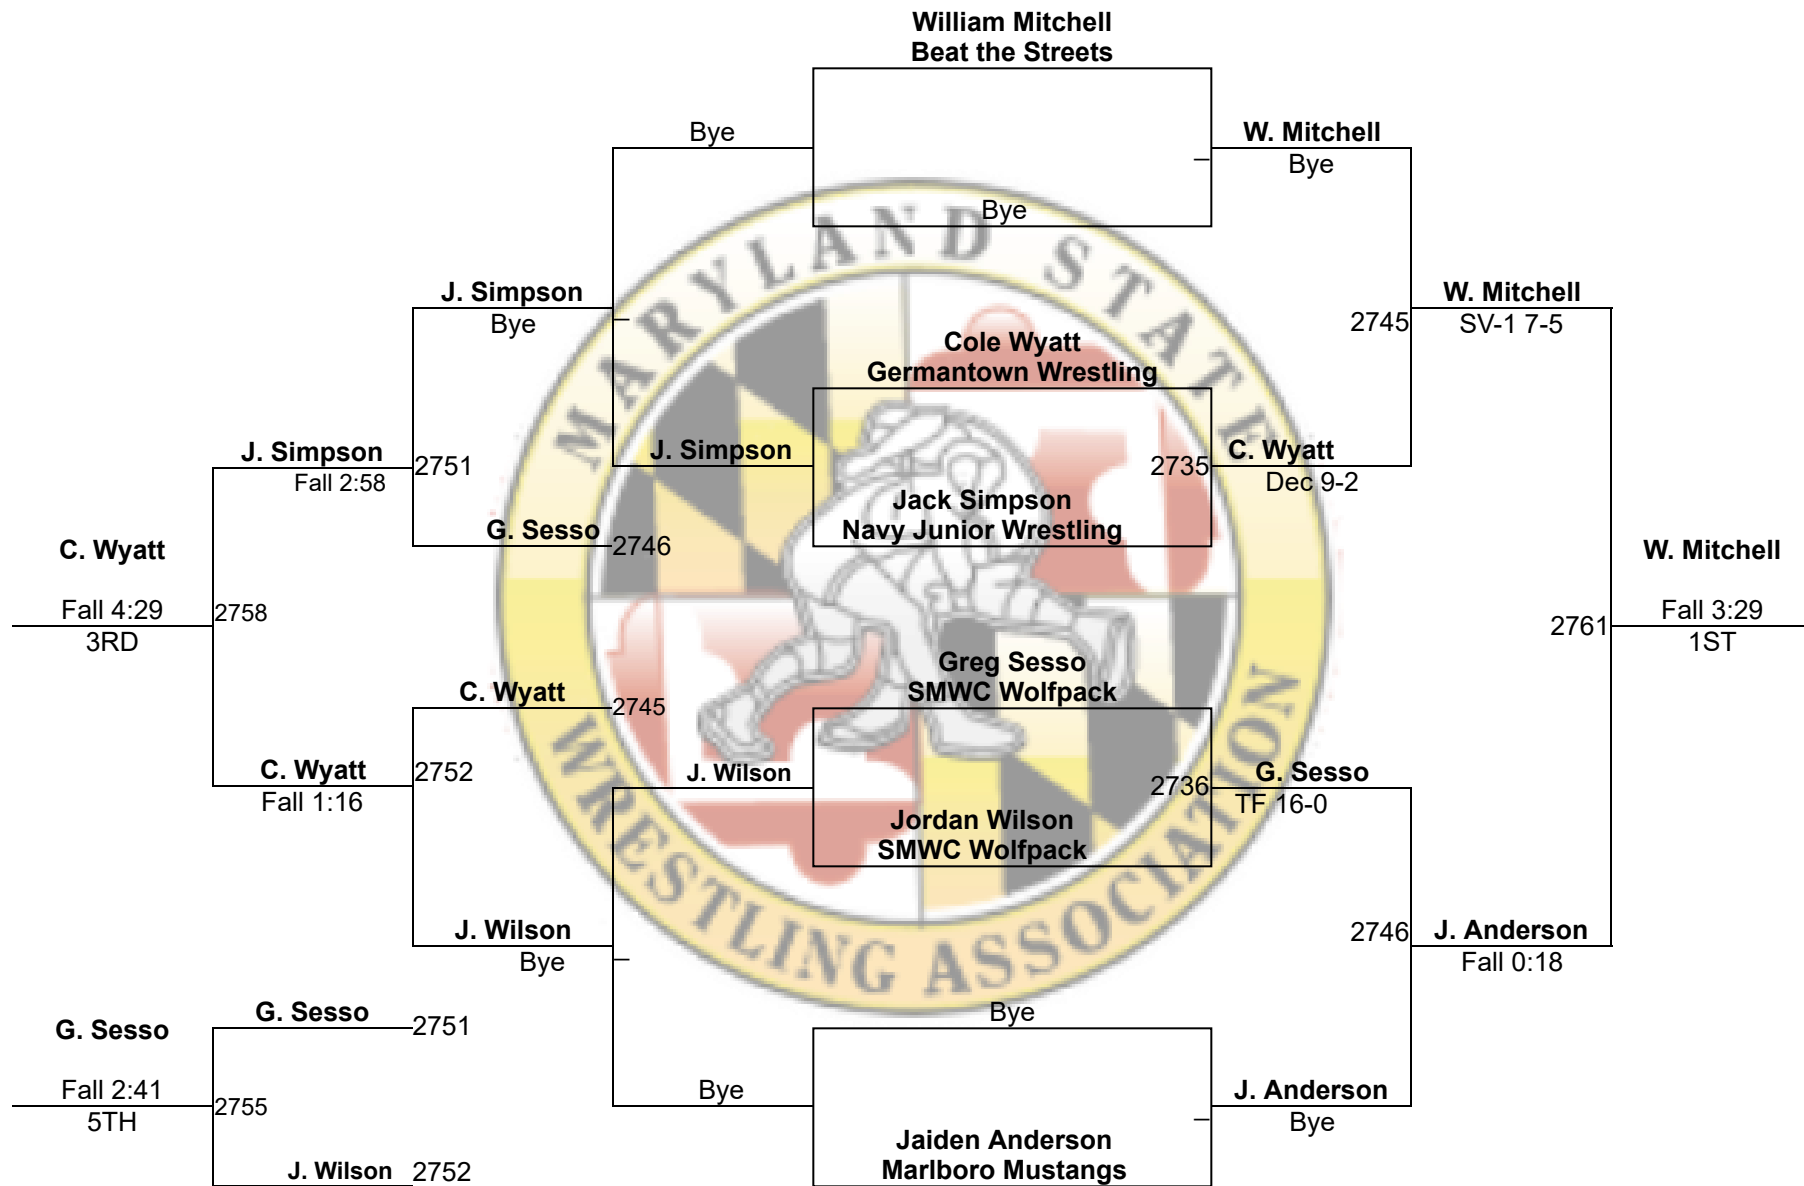 William Mitchell
Beat the Streets
Bye
W. Mitchell
Bye
Bye
MARYLAND STATE
J. Simpson
Bye
W. Mitchell
2745
SV-1 7-5
Cole Wyatt
Germantown Wrestling
J. Simpson
Fall 2:58
2751
J. Simpson
2735
C. Wyatt
Dec 9-2
Jack Simpson
Navy Junior Wrestling
G. Sesso
2746
C. Wyatt
Fall 4:29
3RD
2758
W. Mitchell
2761
Fall 3:29
1ST
Greg Sesso
SMWC Wolfpack
C. Wyatt
2745
C. Wyatt
Fall 1:16
2752
J. Wilson
2736
G. Sesso
TF 16-0
Jordan Wilson
SMWC Wolfpack
WRESTLING ASSOCIATION
J. Wilson
Bye
2746
J. Anderson
Fall 0:18
G. Sesso
Fall 2:41
5TH
G. Sesso
2751
2755
J. Wilson
2752
Bye
Bye
J. Anderson
Bye
Jaiden Anderson
Marlboro Mustangs